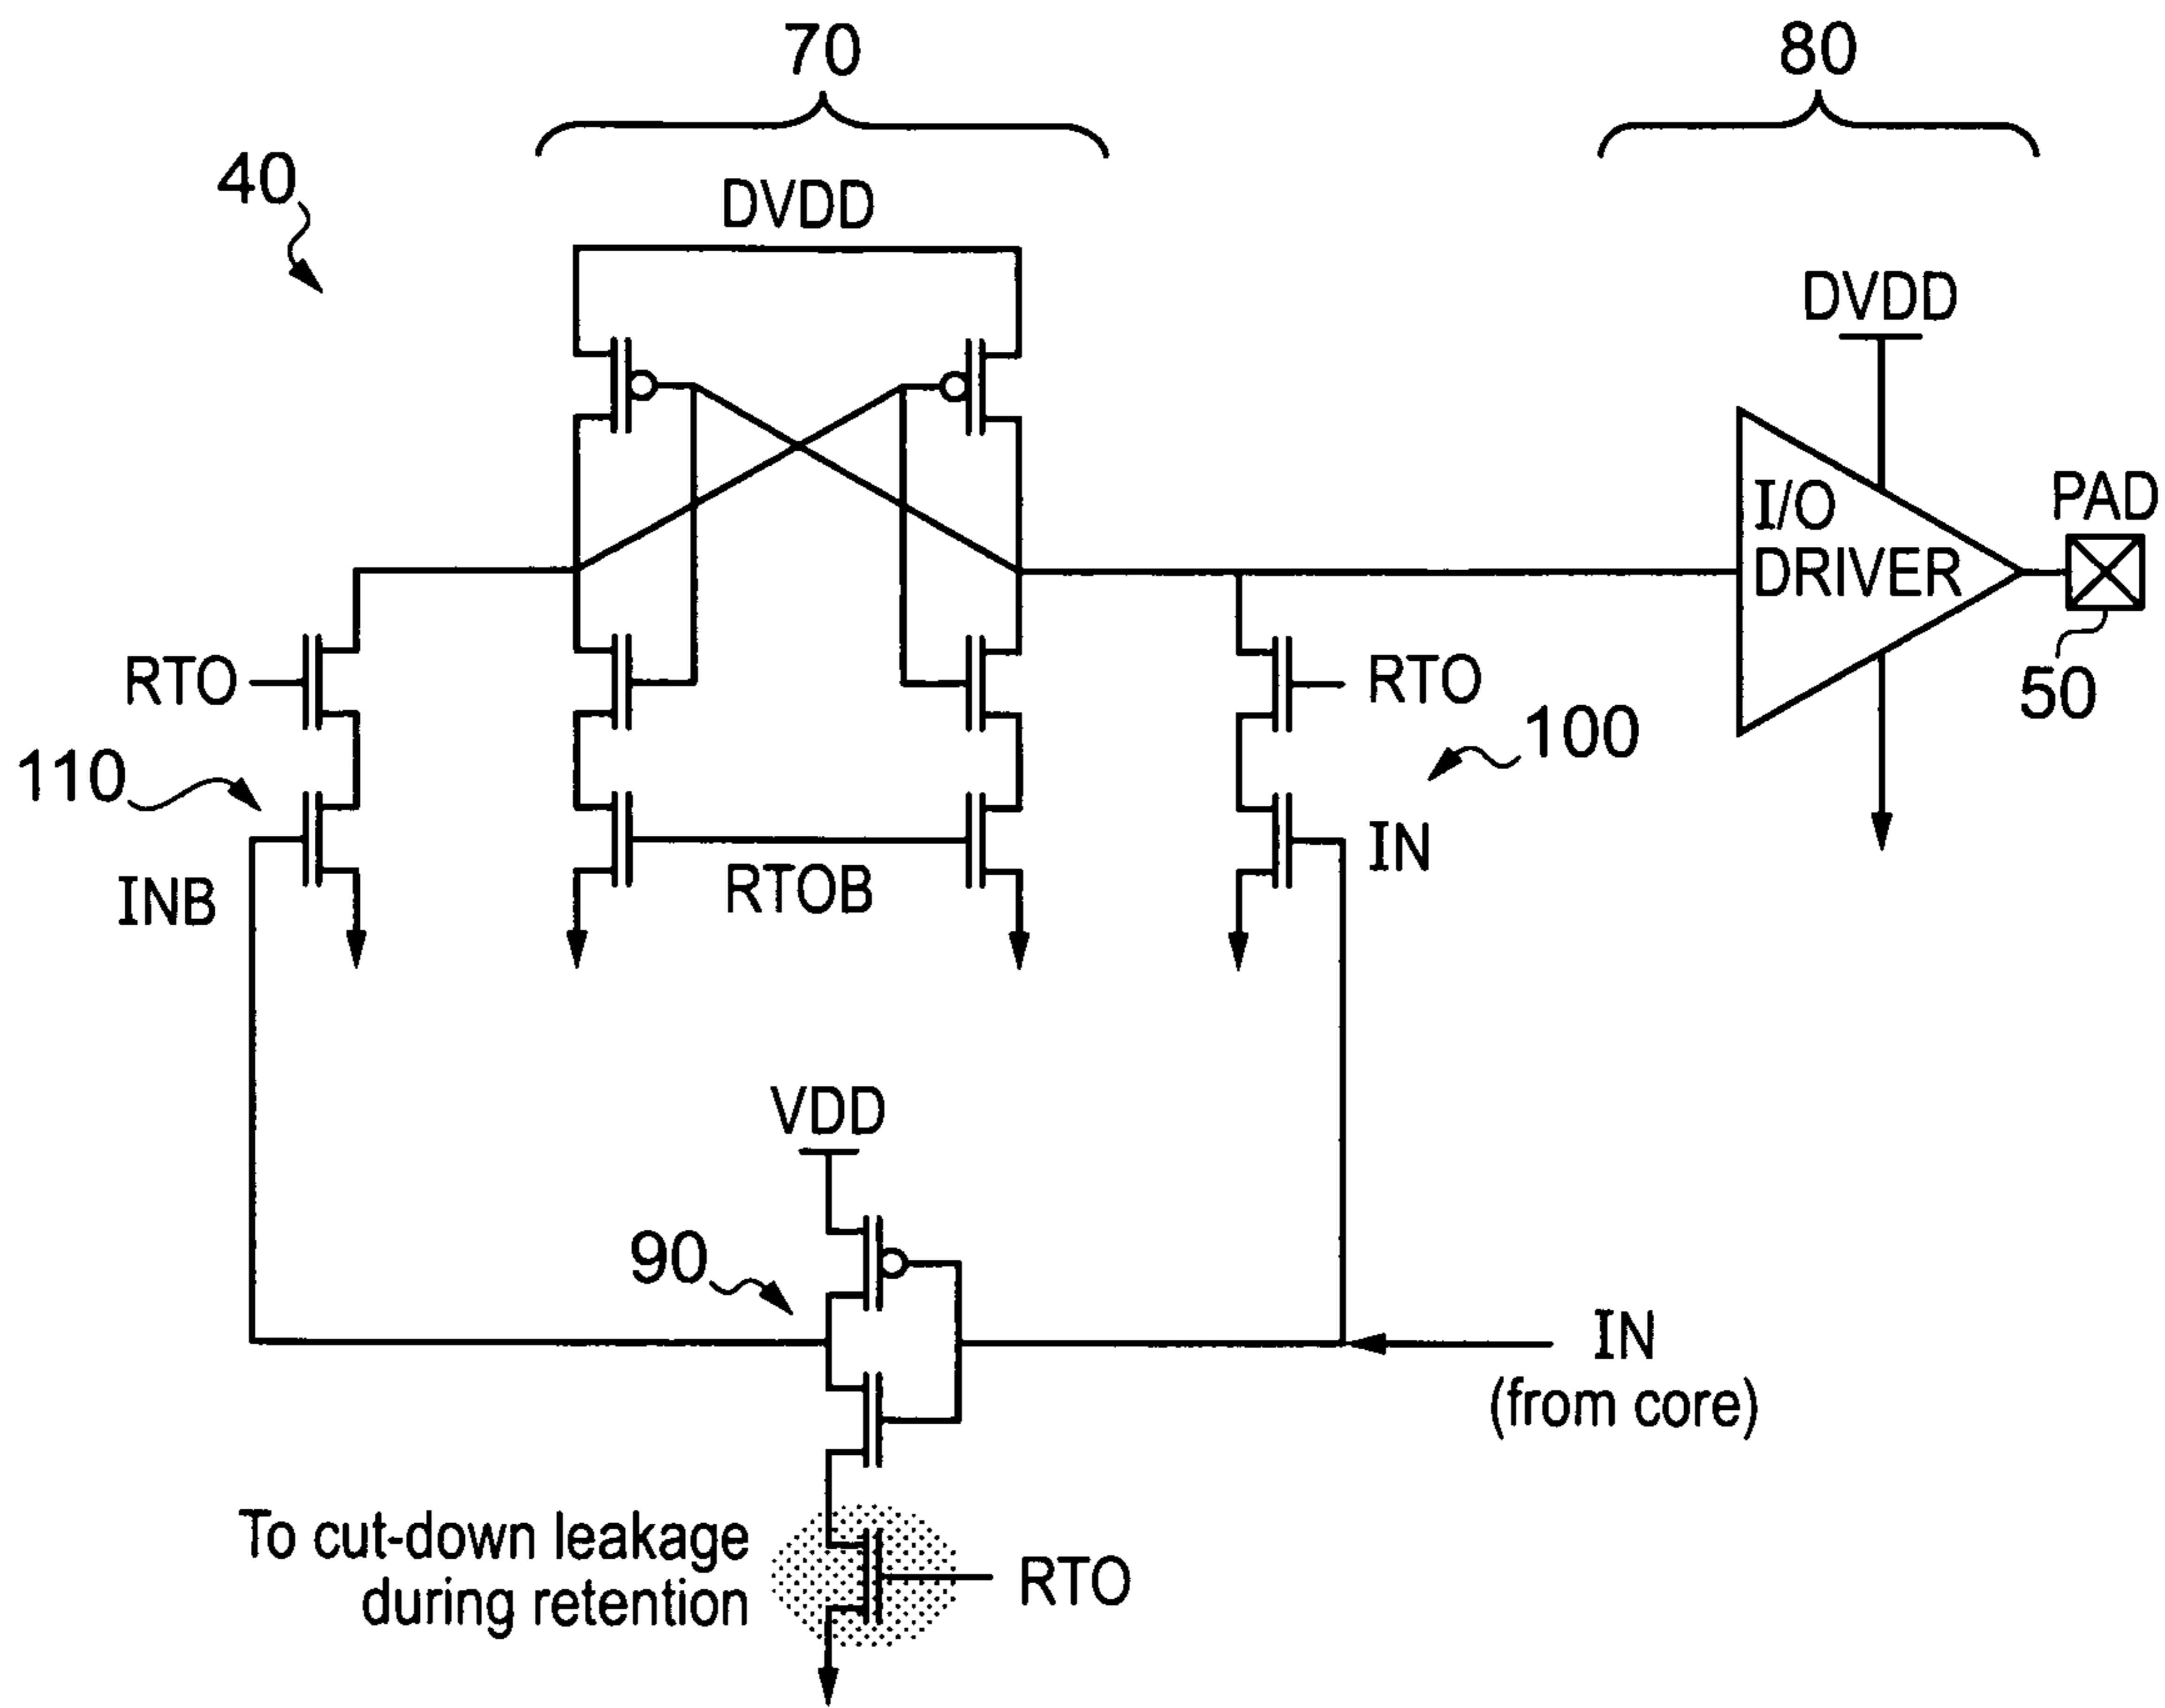 70
80
40
DVDD
DVDD
I/O
DRIVER
PAD
50
RTO
RTO
110
100
INB
RTOB
IN
VDD
90
IN
(from core)
To cut-down leakage
during retention
RTO